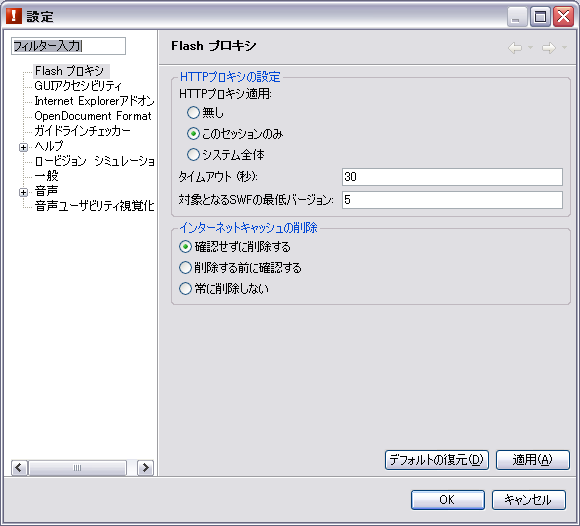 設定
フィルター入力
Flash プロキシ
GUIアクセシビリティ
Internet Explorerアドオン
OpenDocument Format
ガイドラインチェッカー
ヘルプ
ロービジョン シミュレーショ
一般
音声
音声ユーザビリティ視覚化
Flash プロキシ
HTTPプロキシの設定
HTTPプロキシ適用:
無し
このセッションのみ
システム全体
タイムアウト (秒): 30
対象となるSWFの最低バージョン: 5
インターネットキャッシュの削除
確認せずに削除する
削除する前に確認する
常に削除しない
デフォルトの復元(D) 適用(A)
OK キャンセル